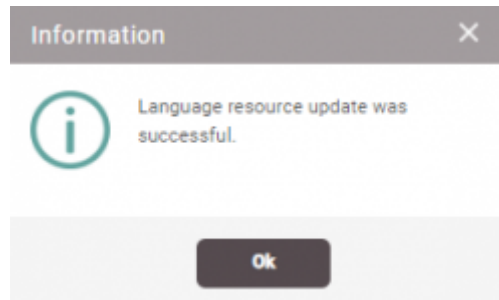 Information
Language resource update was
successful.
Ok